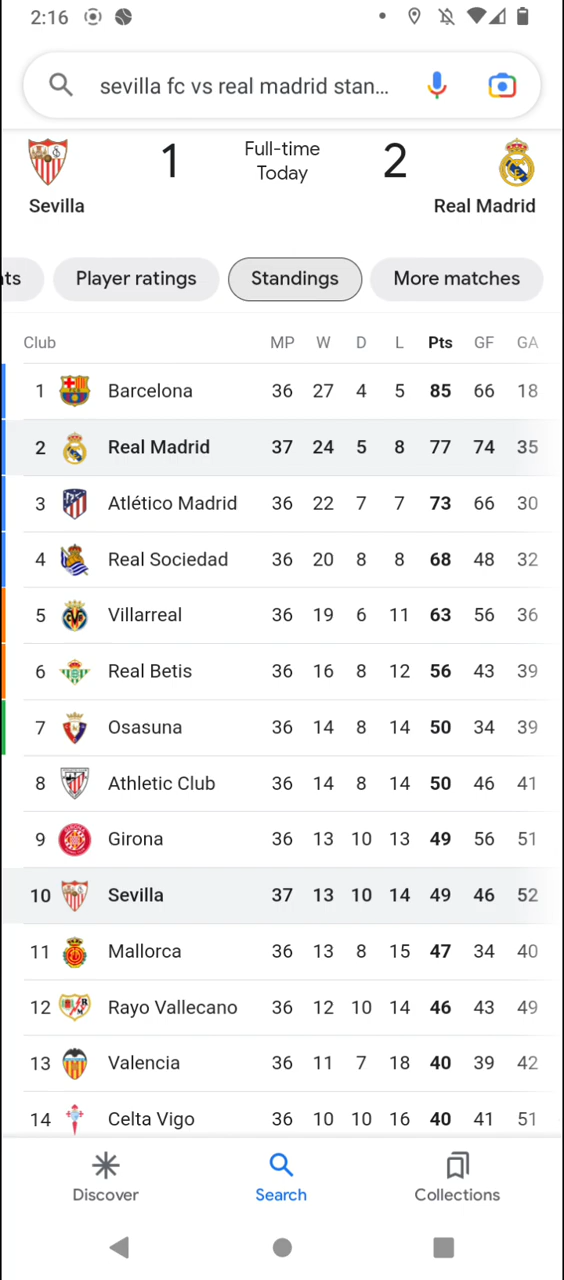 2:16
sevilla fc vs real madrid stan...
1 Full-time 2
Today
Sevilla Real Madrid
ts Player ratings Standings More matches
Club MP W D L Pts GF GA
1 Barcelona 36 27 4 5 85 66 18
2 Real Madrid 37 24 5 8 77 74 35
3 Atlético Madrid 36 22 7 7 73 66 30
4 Real Sociedad 36 20 8 8 68 48 32
5 Villarreal 36 19 6 11 63 56 36
6 Real Betis 36 16 8 12 56 43 39
7 Osasuna 36 14 8 14 50 34 39
8 Athletic Club 36 14 8 14 50 46 41
9 Girona 36 13 10 13 49 56 51
10 Sevilla 37 13 10 14 49 46 52
11 Mallorca 36 13 8 15 47 34 40
12 Rayo Vallecano 36 12 10 14 46 43 49
13 Valencia 36 11 7 18 40 39 42
14 Celta Vigo 36 10 10 16 40 41 51
Discover Search Collections